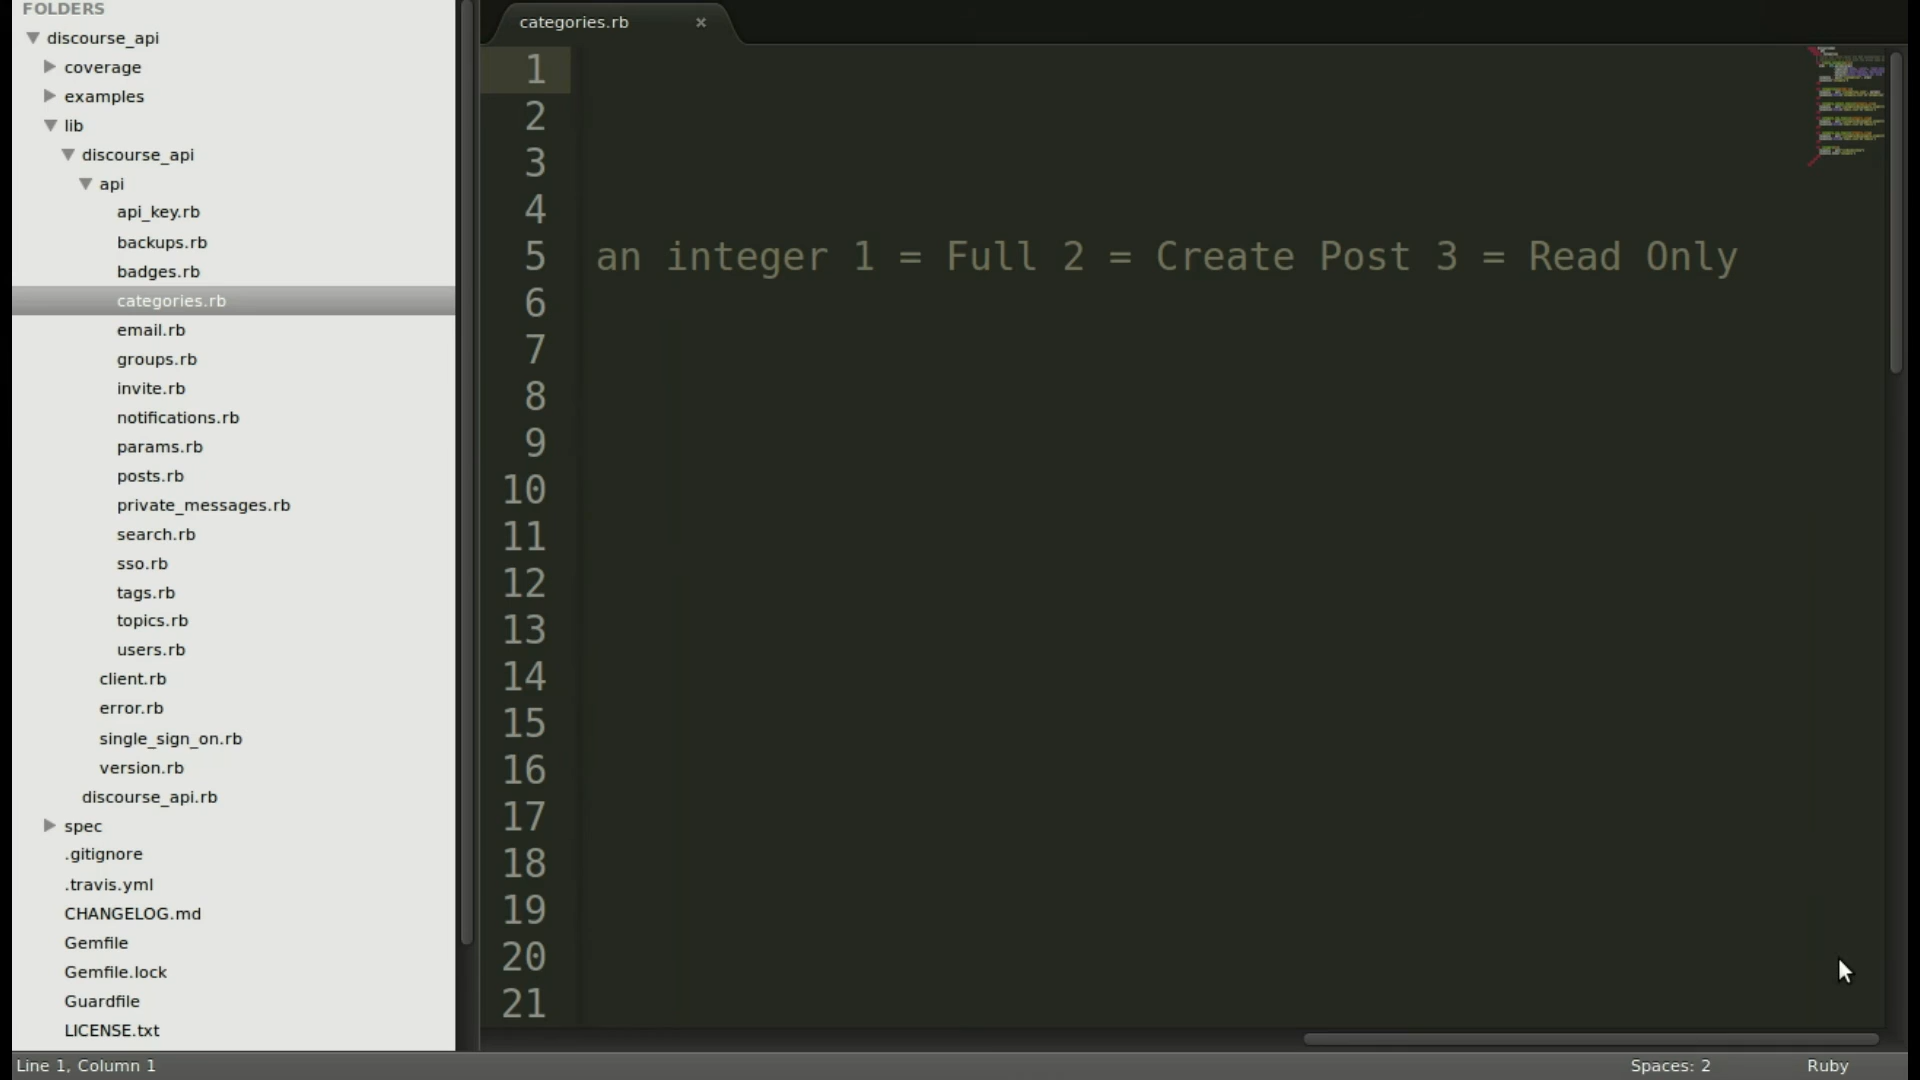 FOLDERS
discourse_api
coverage
examples
lib
discourse_api
api
api_key.rb
backups.rb
badges.rb
categories.rb
email.rb
groups.rb
invite.rb
notifications.rb
params.rb
posts.rb
private_messages.rb
search.rb
sso.rb
tags.rb
topics.rb
users.rb
client.rb
error.rb
single_sign_on.rb
version.rb
discourse_api.rb
spec
.gitignore
.travis.yml
CHANGELOG.md
Gemfile
Gemfile.lock
Guardfile
LICENSE.txt
categories.rb ×
1
2
3
4
5 an integer 1 = Full 2 = Create Post 3 = Read Only
6
7
8
9
10
11
12
13
14
15
16
17
18
19
20
21
Line 1, Column 1 Spaces: 2 Ruby